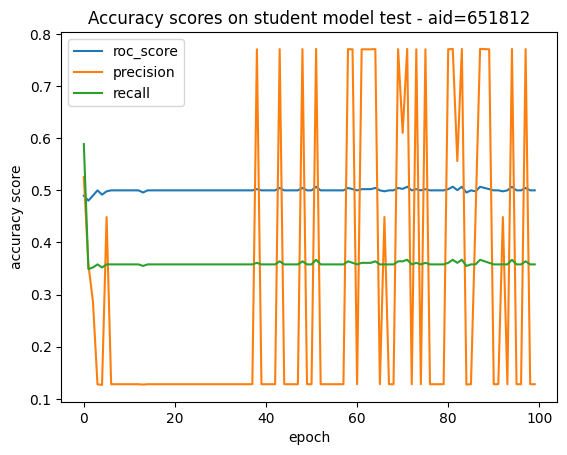 Accuracy scores on student model test - aid=651812
roc_score
precision
recall
accuracy score
0.8
0.7
0.6
0.5
0.4
0.3
0.2
0.1
0
20
40
60
80
100
epoch